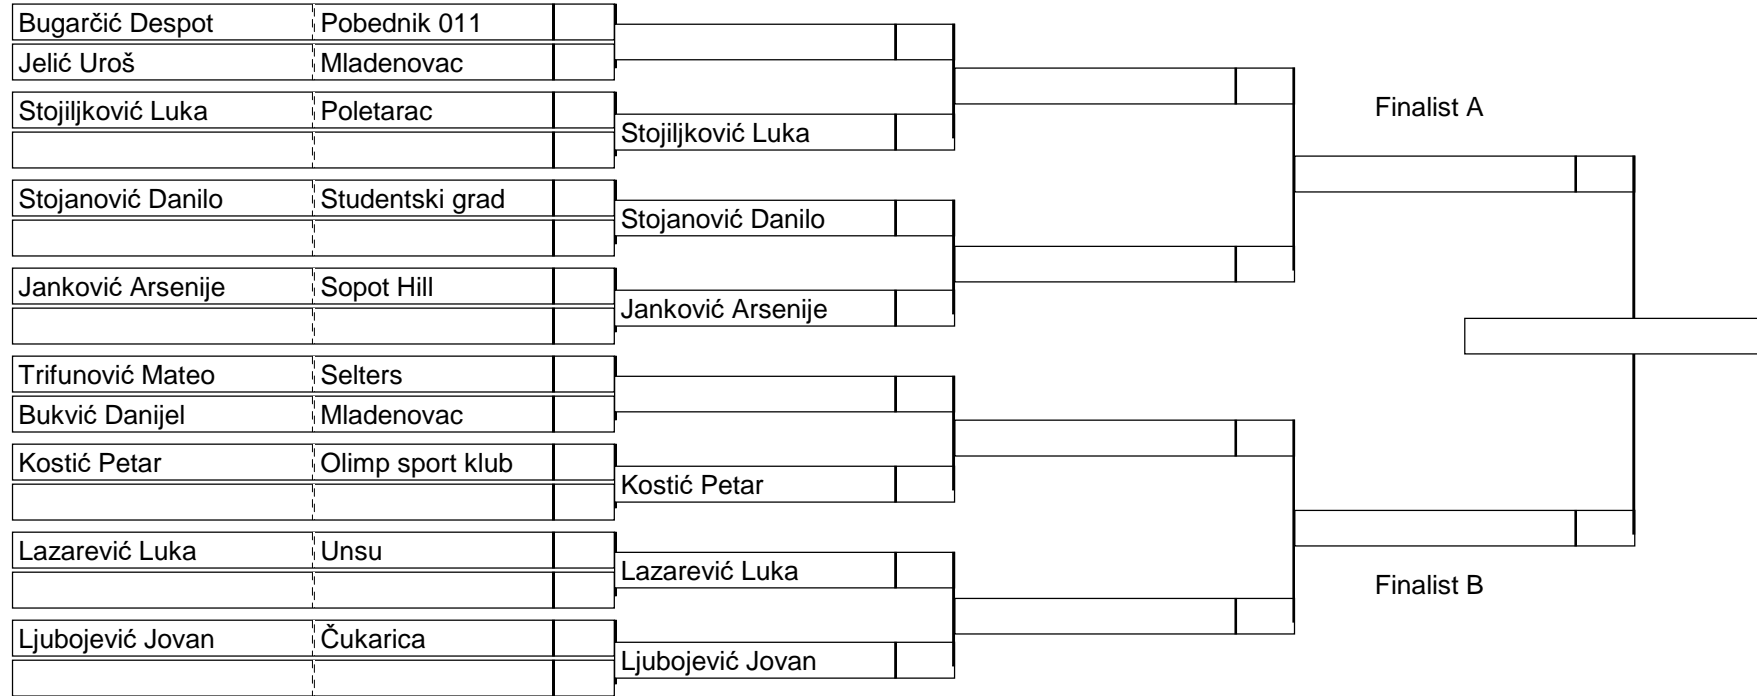 Bugarčić Despot Pobednik 011
Jelić Uroš Mladenovac
Stojiljković Luka Poletarac
Stojiljković Luka
Finalist A
Stojanović Danilo Studentski grad
Stojanović Danilo
Janković Arsenije Sopot Hill
Janković Arsenije
Trifunović Mateo Selters
Bukvić Danijel Mladenovac
Kostić Petar Olimp sport klub
Kostić Petar
Lazarević Luka Unsu
Lazarević Luka
Finalist B
Ljubojević Jovan Čukarica
Ljubojević Jovan